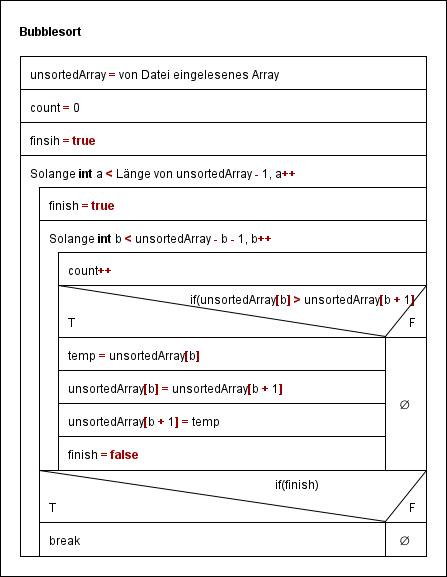 Bubblesort
unsortedArray = von Datei eingelesenes Array
count = 0
finsih = true
Solange int a < Länge von unsortedArray - 1, a++
finish = true
Solange int b < unsortedArray - b - 1, b++
count++
if(unsortedArray[b] > unsortedArray[b + 1]
T F
temp = unsortedArray[b]
unsortedArray[b] = unsortedArray[b + 1]
∅
unsortedArray[b + 1] = temp
finish = false
if(finish)
T F
break ∅